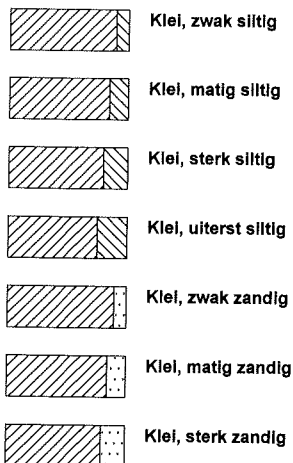 Klei, zwak siltig
Klei, matig siltig
Klei, sterk siltig
Klei, uiterst siltig
Klei, zwak zandig
Klei, matig zandig
Klei, sterk zandig